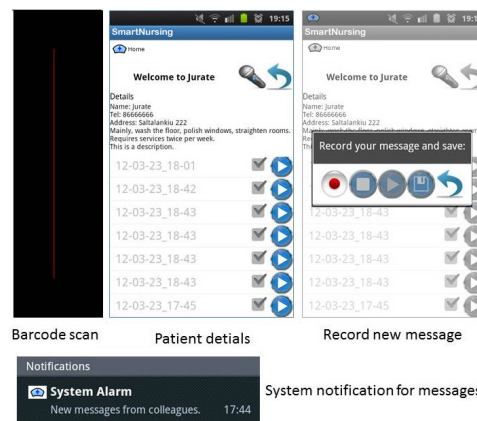 19:15
SmartNursing
Home
Welcome to Jurate
Details
Name: Jurate
Tel: 86666666
Address: Saltalankiu 222
Mainly, wash the floor, polish windows, straighten rooms.
Requires services twice per week.
This is a description.
12-03-23_18-01
12-03-23_18-42
12-03-23_18-43
12-03-23_18-43
12-03-23_18-43
12-03-23_18-43
12-03-23_17-45
SmartNursing
Home
Welcome to Jurate
Details
Name: Jurate
Tel: 86666666
Address: Saltalankiu 222
Record your message and save:
12-03-23_18-43
12-03-23_18-43
12-03-23_18-43
12-03-23_18-43
12-03-23_17-45
Barcode scan
Patient detials
Record new message
Notifications
System Alarm
New messages from colleagues. 17:44
System notification for messages